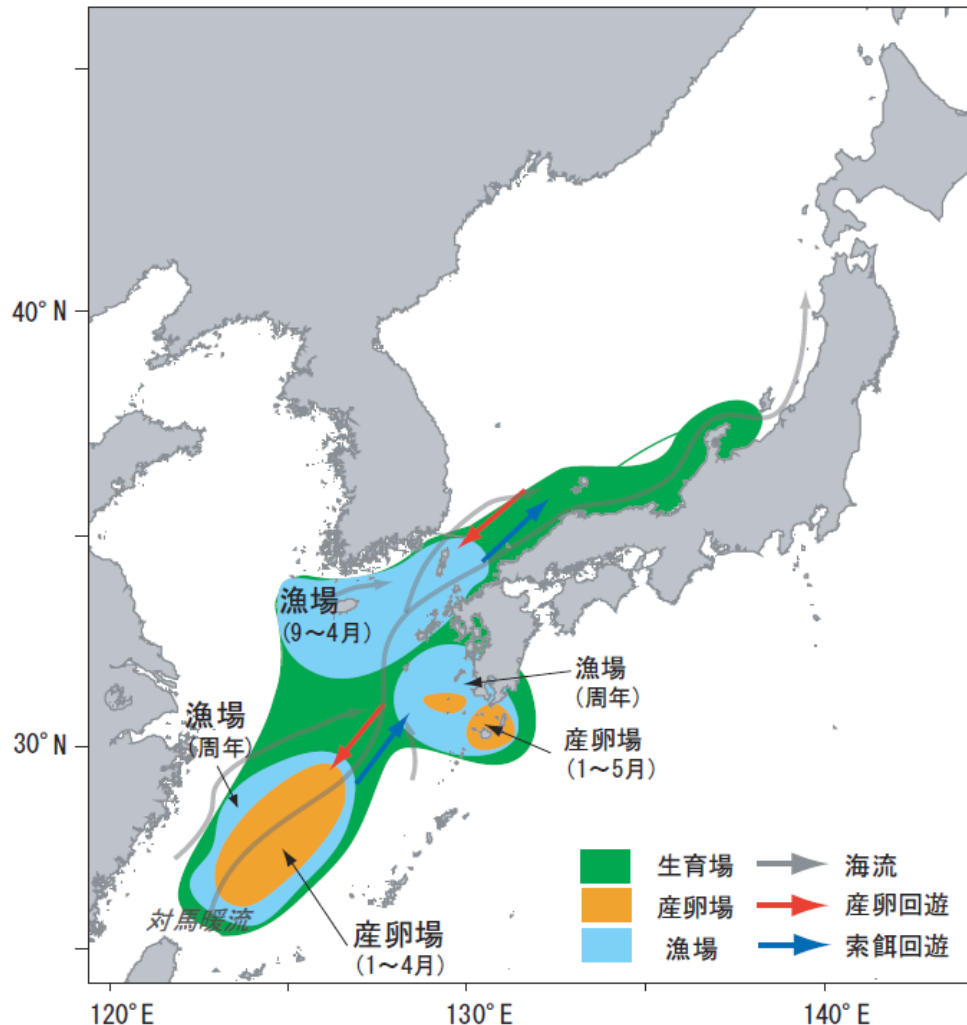 40°N
漁場
(9～4月)
漁場
(周年)
漁場
(周年)
30°N
産卵場
(1～5月)
対馬暖流
産卵場
(1～4月)
生育場
海流
産卵場
産卵回遊
漁場
索餌回遊
120°E
130°E
140°E